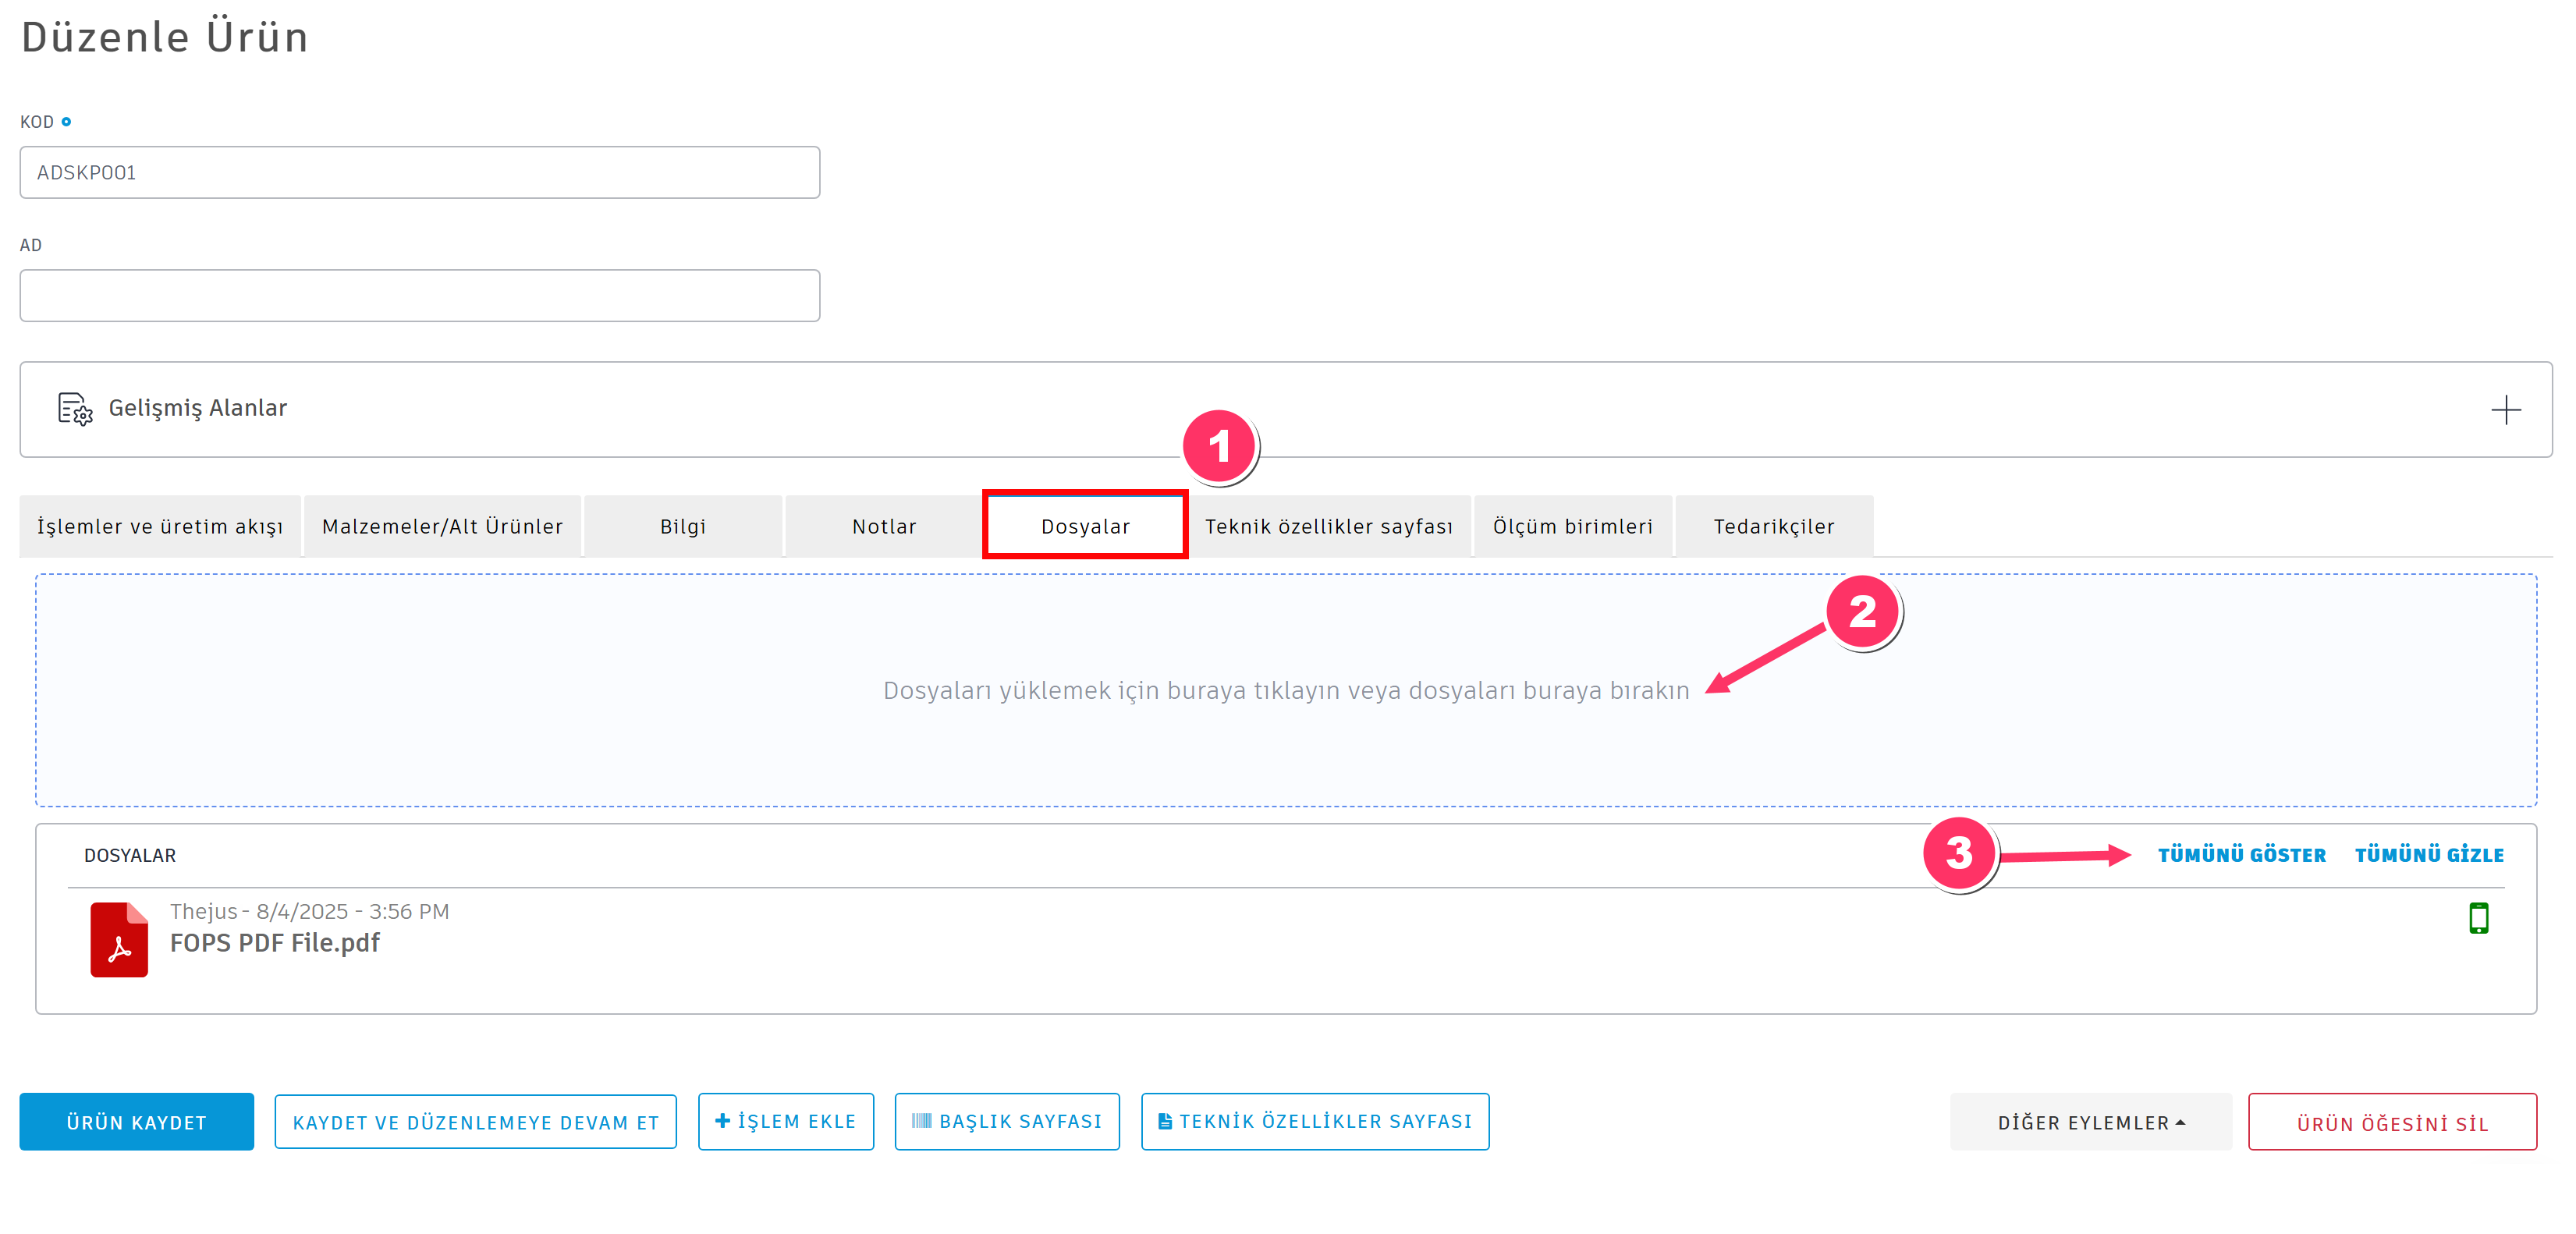 Düzenle Ürün
KOD
ADSKP001
AD
Gelişmiş Alanlar
1
İşlemler ve üretim akışı Malzemeler/Alt Ürünler Bilgi Notlar Dosyalar Teknik özellikler sayfası Ölçüm birimleri Tedarikçiler
2
Dosyaları yüklemek için buraya tıklayın veya dosyaları buraya bırakın
DOSYALAR 3 TÜMÜNÜ GÖSTER TÜMÜNÜ GİZLE
Thejus - 8/4/2025 - 3:56 PM
FOPS PDF File.pdf
ÜRÜN KAYDET KAYDET VE DÜZENLEMEYE DEVAM ET İŞLEM EKLE BAŞLIK SAYFASI TEKNİK ÖZELLİKLER SAYFASI DİĞER EYLEMLER ÜRÜN ÖĞESİNİ SİL